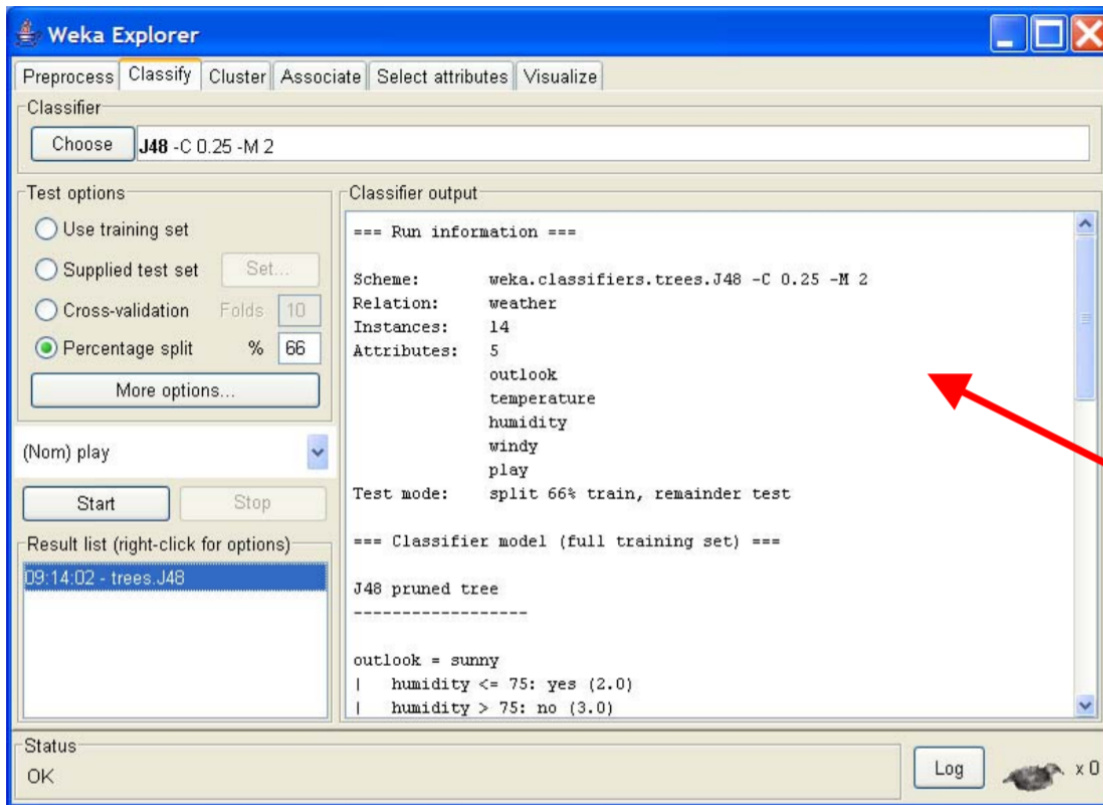 Weka Explorer
Preprocess Classify Cluster Associate Select attributes Visualize
Classifier
Choose J48 -C 0.25 -M 2
Test options
Use training set
Supplied test set Set...
Cross-validation Folds 10
Percentage split % 66
More options...
(Nom) play
Start Stop
Result list (right-click for options)
09:14:02 - trees.J48
Classifier output
=== Run information ===
Scheme: weka.classifiers.trees.J48 -C 0.25 -M 2
Relation: weather
Instances: 14
Attributes: 5
outlook
temperature
humidity
windy
play
Test mode: split 66% train, remainder test
=== Classifier model (full training set) ===
J48 pruned tree
------------------
outlook = sunny
| humidity <= 75: yes (2.0)
| humidity > 75: no (3.0)
Status
OK
Log x 0